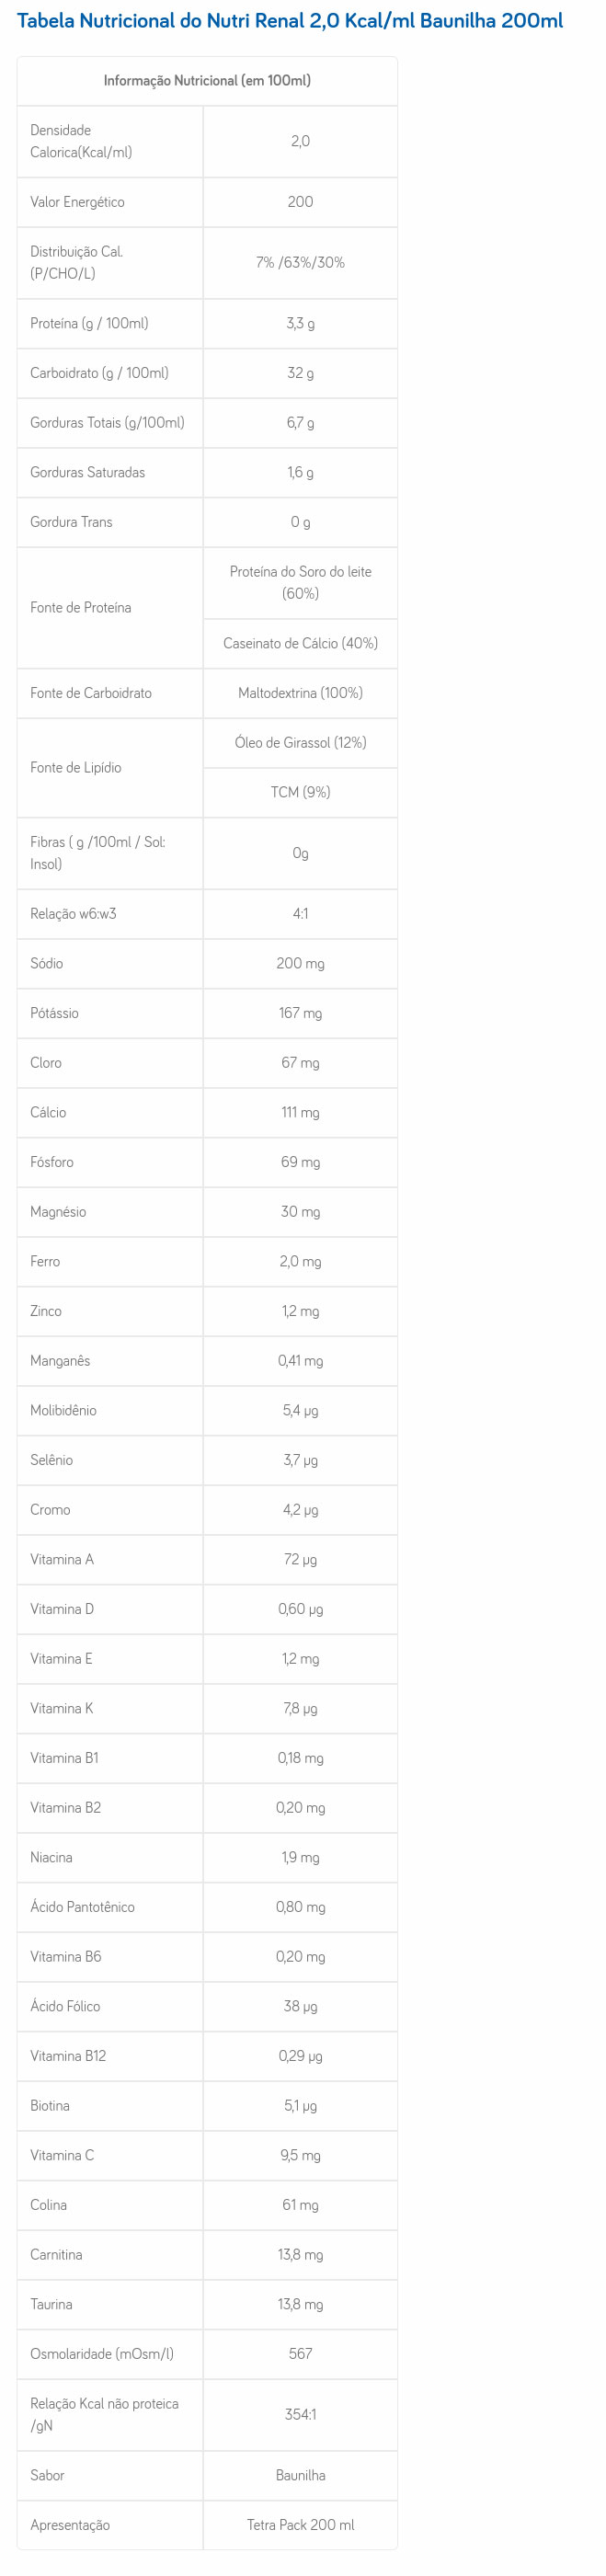 Tabela Nutricional do Nutri Renal 2,0 Kcal/ml Baunilha 200ml
Informação Nutricional (em 100ml)
Densidade
Calorica(Kcal/ml)
2,0
Valor Energético
200
Distribuição Cal.
(P/CHO/L)
7% /63%/30%
Proteína (g / 100ml)
3,3 g
Carboidrato (g / 100ml)
32 g
Gorduras Totais (g/100ml)
6,7 g
Gorduras Saturadas
1,6 g
Gordura Trans
0 g
Fonte de Proteína
Proteína do Soro do leite
(60%)
Caseinato de Cálcio (40%)
Fonte de Carboidrato
Maltodextrina (100%)
Fonte de Lipídio
Óleo de Girassol (12%)
TCM (9%)
Fibras ( g /100ml / Sol:
Insol)
0g
Relação w6:w3
4:1
Sódio
200 mg
Pótássio
167 mg
Cloro
67 mg
Cálcio
111 mg
Fósforo
69 mg
Magnésio
30 mg
Ferro
2,0 mg
Zinco
1,2 mg
Manganês
0,41 mg
Molibidênio
5,4 µg
Selênio
3,7 µg
Cromo
4,2 µg
Vitamina A
72 µg
Vitamina D
0,60 µg
Vitamina E
1,2 mg
Vitamina K
7,8 µg
Vitamina B1
0,18 mg
Vitamina B2
0,20 mg
Niacina
1,9 mg
Ácido Pantotênico
0,80 mg
Vitamina B6
0,20 mg
Ácido Fólico
38 µg
Vitamina B12
0,29 µg
Biotina
5,1 µg
Vitamina C
9,5 mg
Colina
61 mg
Carnitina
13,8 mg
Taurina
13,8 mg
Osmolaridade (mOsm/l)
567
Relação Kcal não proteica
/gN
354:1
Sabor
Baunilha
Apresentação
Tetra Pack 200 ml